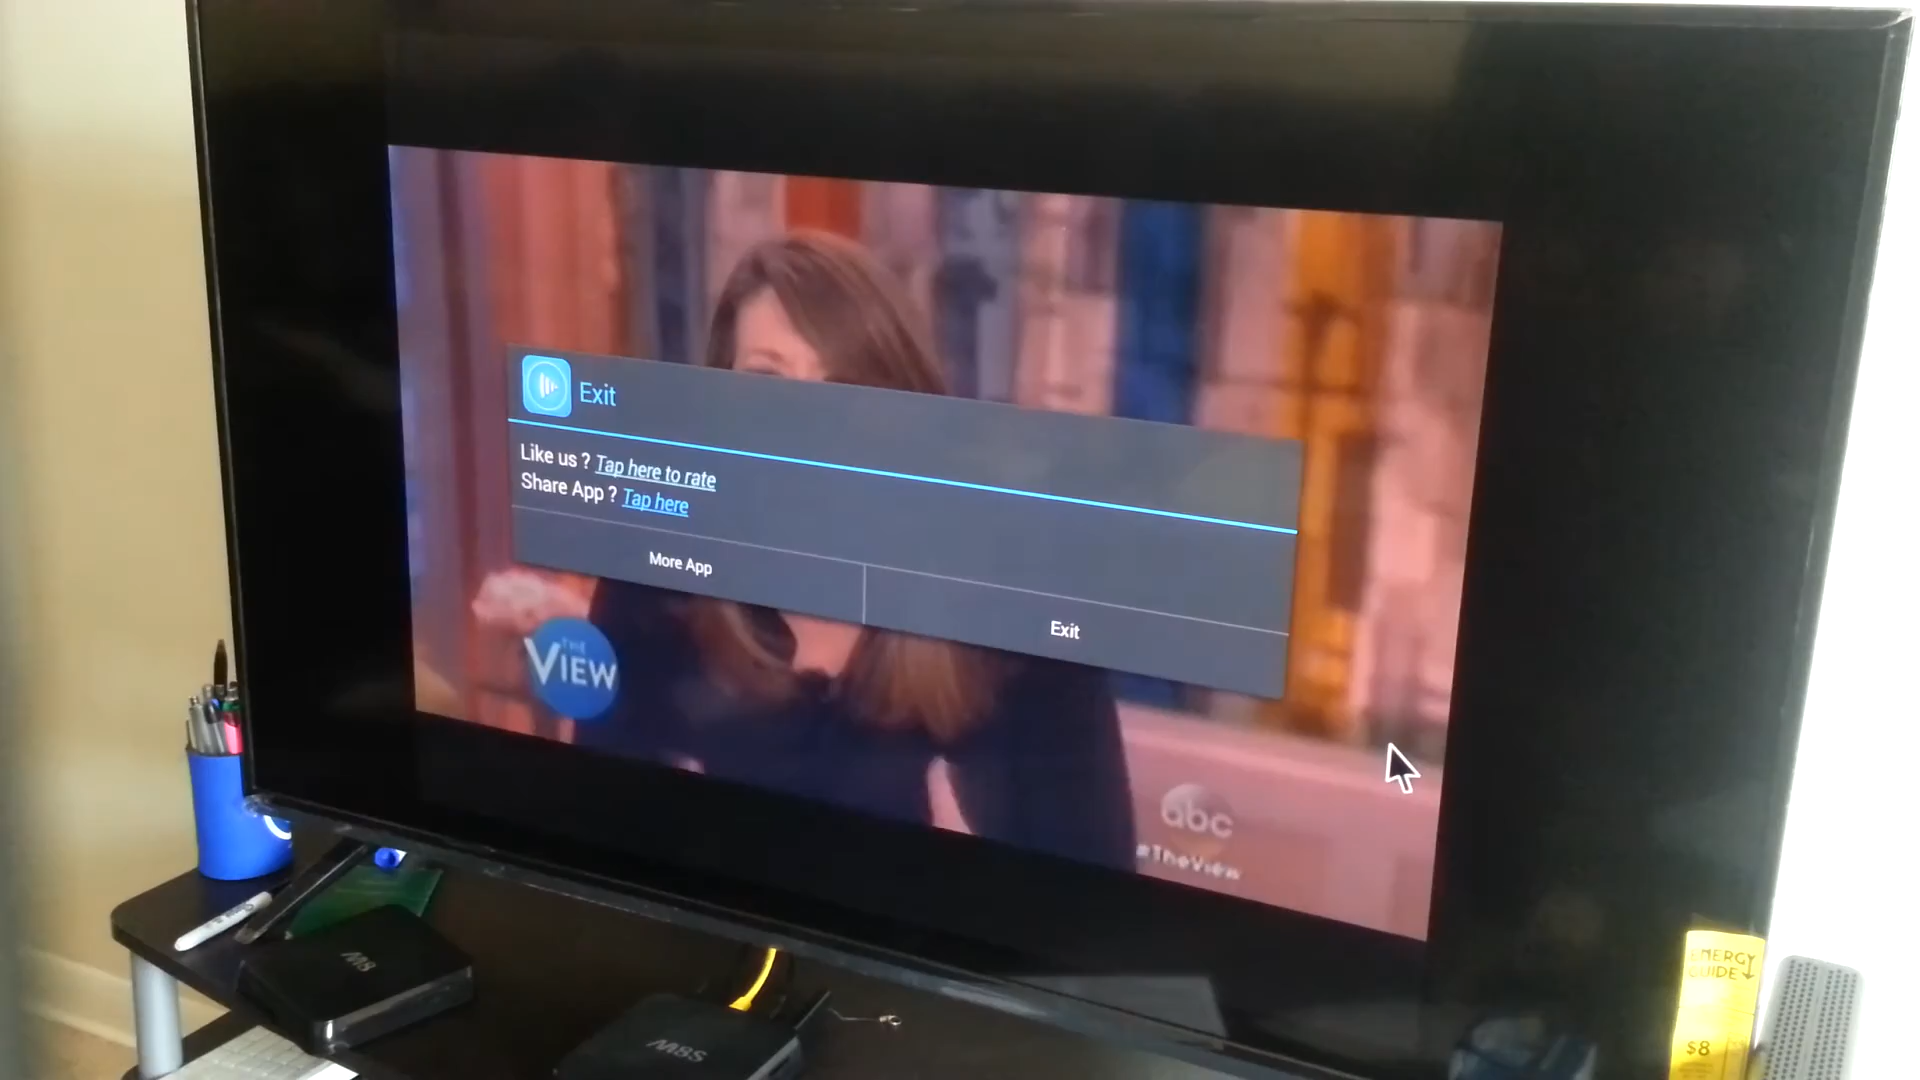 Exit
Like us ? Tap here to rate
Share App ? Tap here
More App
Exit
THE
VIEW
abc
#TheView
M8
M8S
ENERGY
GUIDE
$8